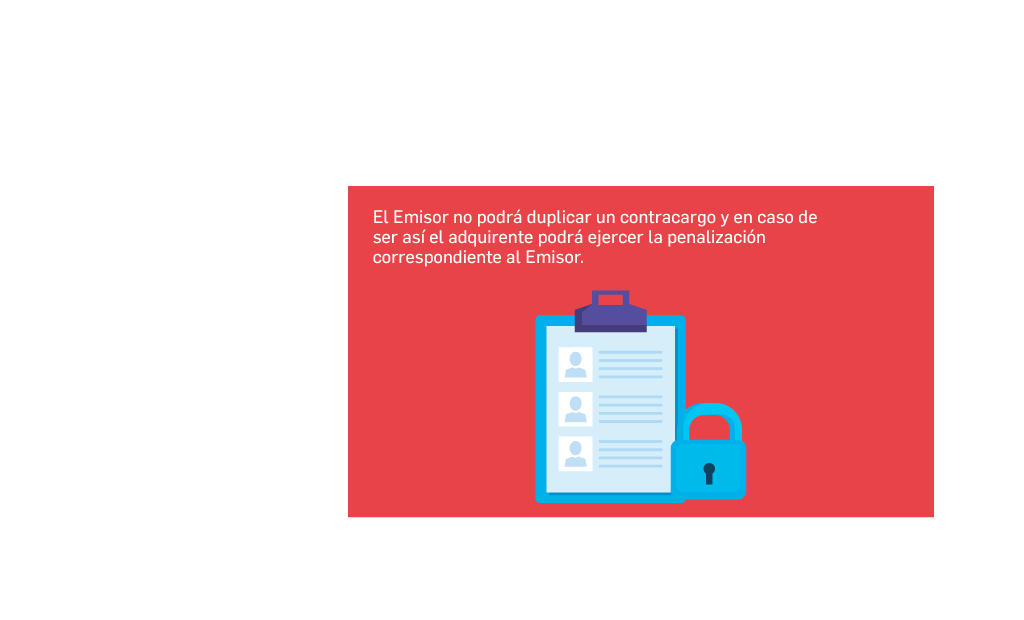 El Emisor no podrá duplicar un contracargo y en caso de
ser así el adquirente podrá ejercer la penalización
correspondiente al Emisor.